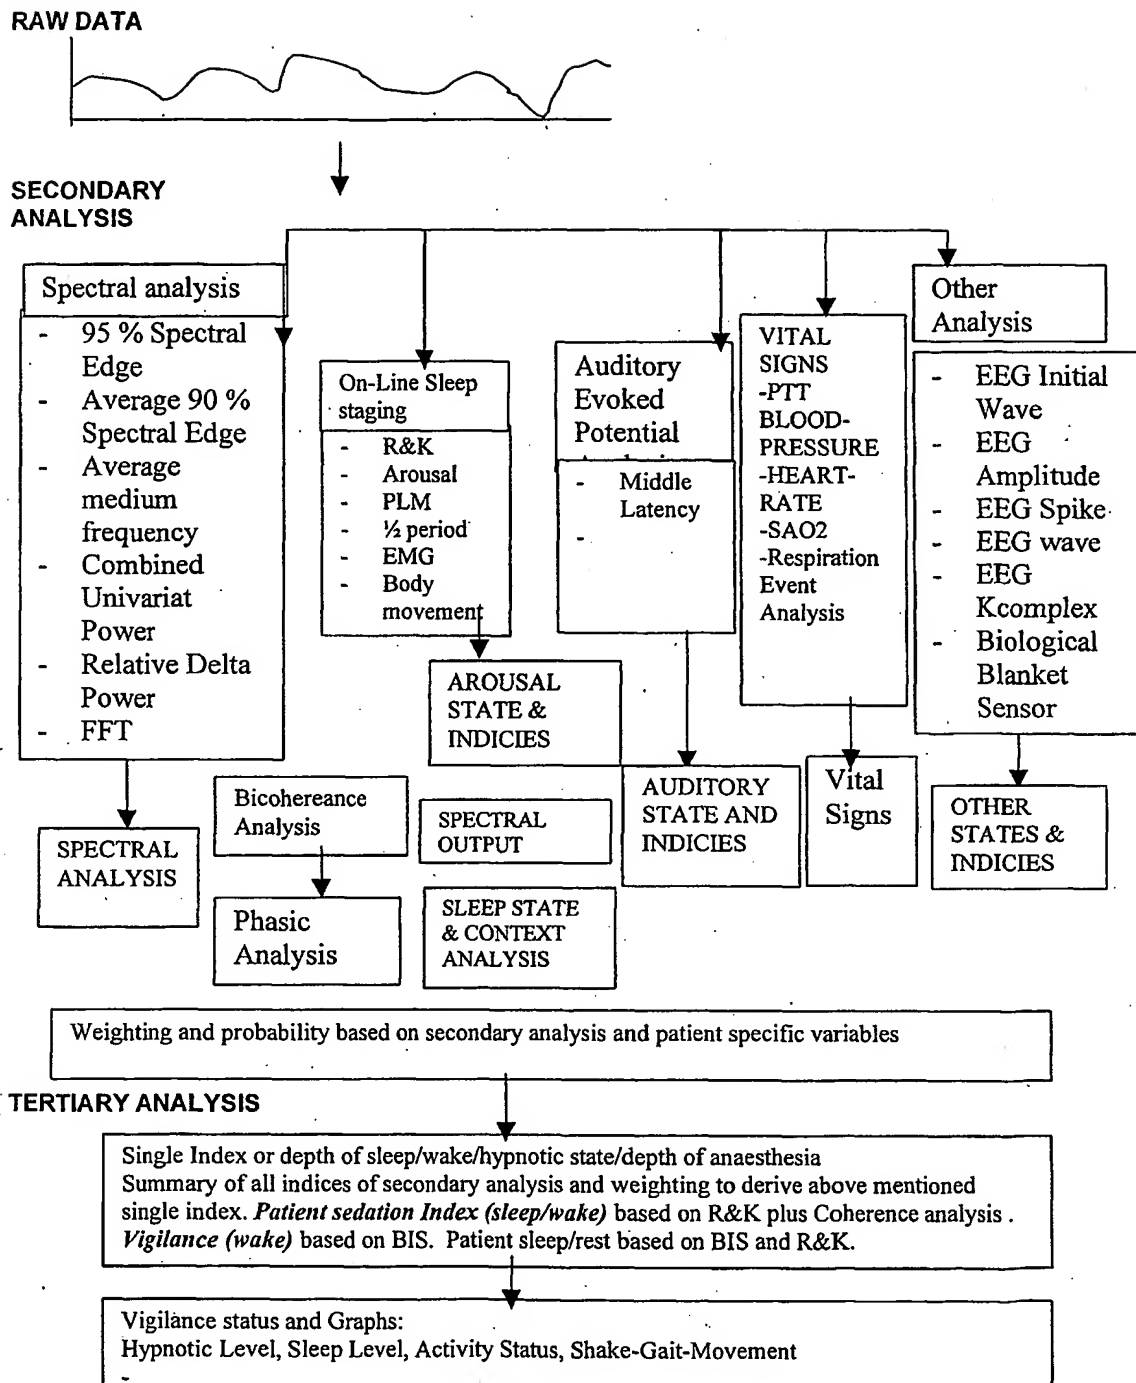 RAW DATA
SECONDARY
ANALYSIS
Spectral analysis
- 95 % Spectral
Edge
- Average 90 %
Spectral Edge
- Average
medium
frequency
- Combined
Univariat
Power
- Relative Delta
Power
- FFT
On-Line Sleep
staging
- R&K
- Arousal
- PLM
- ½ period
- EMG
- Body
movement
Auditory
Evoked
Potential
- Middle
Latency
-
VITAL
SIGNS
-PTT
BLOOD-
PRESSURE
-HEART-
RATE
-SAO2
-Respiration
Event
Analysis
Other
Analysis
- EEG Initial
Wave
- EEG
Amplitude
- EEG Spike
- EEG wave
- EEG
Kcomplex
- Biological
Blanket
Sensor
SPECTRAL
ANALYSIS
Bicohereance
Analysis
Phasic
Analysis
AROUSAL
STATE &
INDICIES
SPECTRAL
OUTPUT
SLEEP STATE
& CONTEXT
ANALYSIS
AUDITORY
STATE AND
INDICIES
Vital
Signs
OTHER
STATES &
INDICIES
Weighting and probability based on secondary analysis and patient specific variables
TERTIARY ANALYSIS
Single Index or depth of sleep/wake/hypnotic state/depth of anaesthesia
Summary of all indices of secondary analysis and weighting to derive above mentioned
single index. Patient sedation Index (sleep/wake) based on R&K plus Coherence analysis .
Vigilance (wake) based on BIS. Patient sleep/rest based on BIS and R&K.
Vigilance status and Graphs:
Hypnotic Level, Sleep Level, Activity Status, Shake-Gait-Movement
-